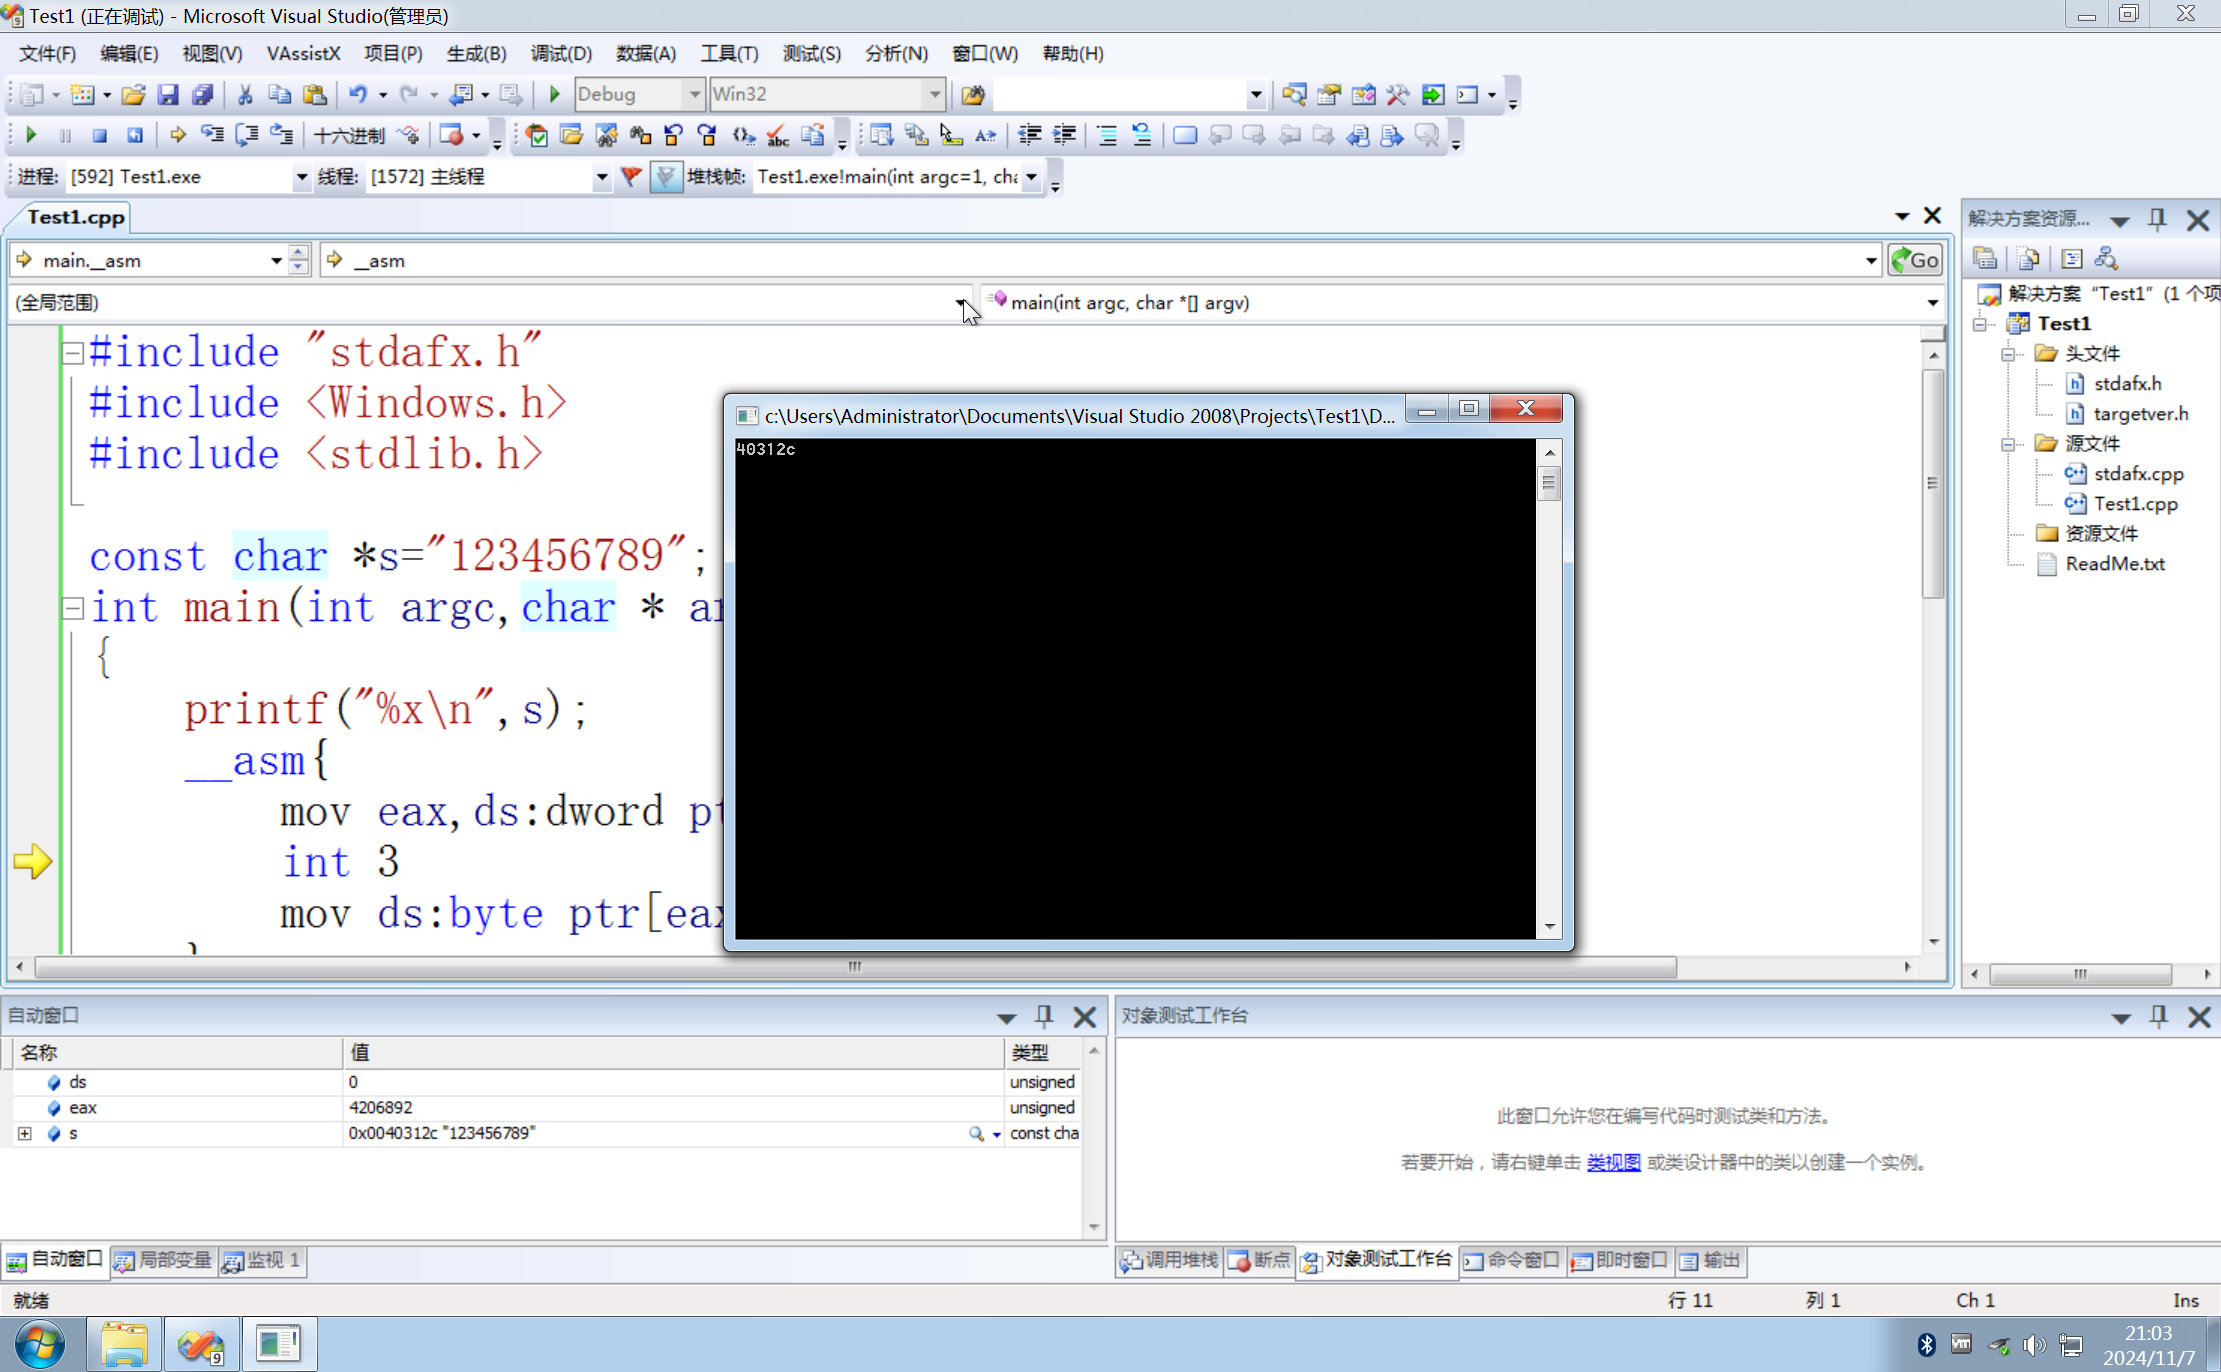 Test1 (正在调试) - Microsoft Visual Studio(管理员)
文件(F) 编辑(E) 视图(V) VAssistX 项目(P) 生成(B) 调试(D) 数据(A) 工具(T) 测试(S) 分析(N) 窗口(W) 帮助(H)
Debug Win32
十六进制
进程: [592] Test1.exe 线程: [1572] 主线程 堆栈帧: Test1.exe!main(int argc=1, cha
Test1.cpp
main.__asm __asm Go
(全局范围) main(int argc, char *[] argv)
#include "stdafx.h"
#include <Windows.h>
#include <stdlib.h>
const char *s="123456789";
int main(int argc,char * ar
{
printf("%x\n",s);
__asm{
mov eax,ds:dword pt
int 3
mov ds:byte ptr[eax
c:\Users\Administrator\Documents\Visual Studio 2008\Projects\Test1\D...
40312c
解决方案资源...
解决方案 "Test1" (1 个项
Test1
头文件
stdafx.h
targetver.h
源文件
stdafx.cpp
Test1.cpp
资源文件
ReadMe.txt
自动窗口
名称 值 类型
ds 0 unsigned
eax 4206892 unsigned
s 0x0040312c "123456789" const cha
自动窗口 局部变量 监视 1
对象测试工作台
此窗口允许您在编写代码时测试类和方法。
若要开始，请右键单击 类视图 或类设计器中的类以创建一个实例。
调用堆栈 断点 对象测试工作台 命令窗口 即时窗口 输出
就绪 行 11 列 1 Ch 1 Ins
21:03
2024/11/7